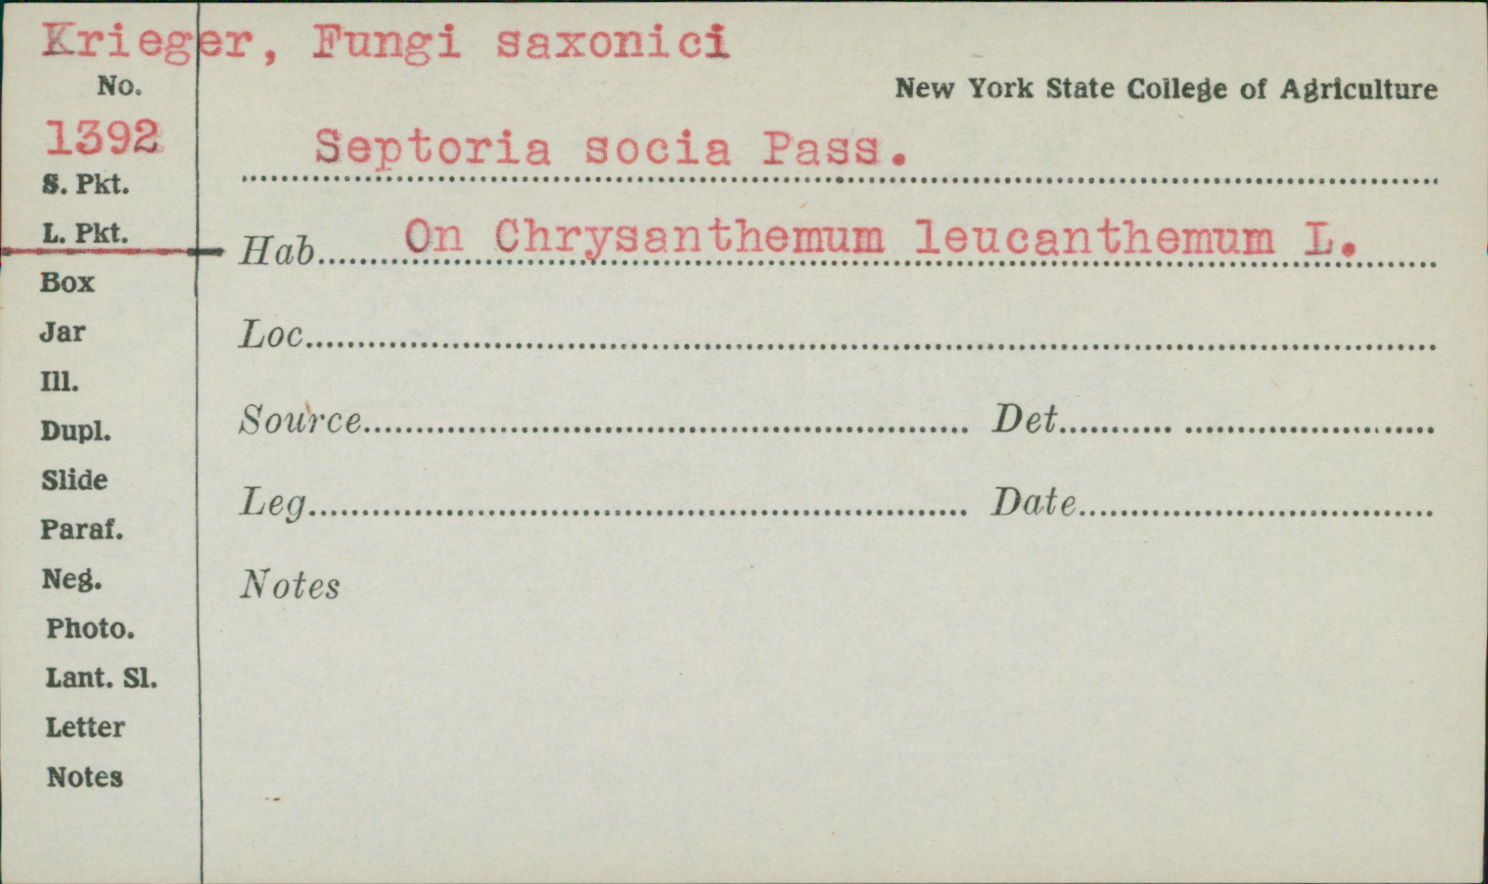 Krieger, Fungi saxonici
No.
New York State College of Agriculture
1392
Septoria socia Pass.
S. Pkt.
L. Pkt.
Hab. On Chrysanthemum leucanthemum L.
Box
Jar
Loc.
Ill.
Source
Det.
Dupl.
Slide
Leg.
Date
Paraf.
Neg.
Notes
Photo.
Lant. Sl.
Letter
Notes